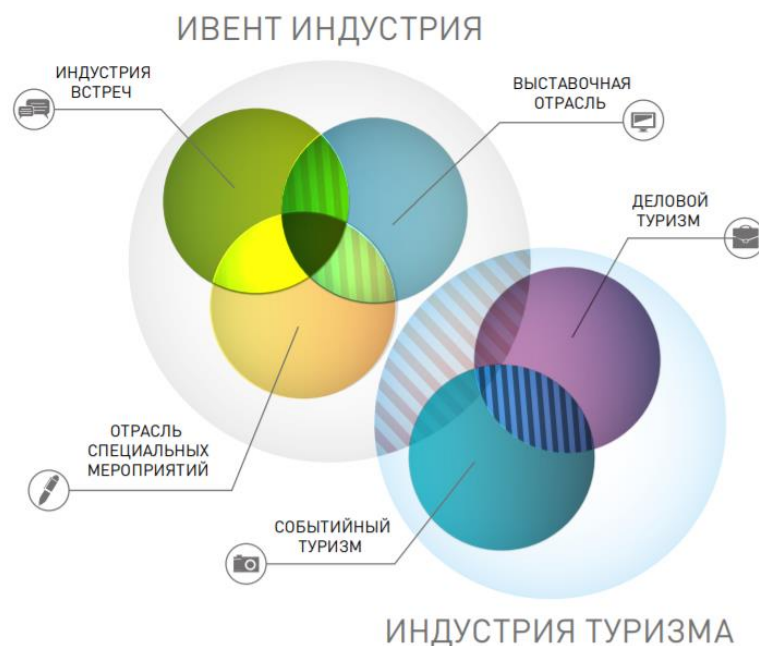 ИВЕНТ ИНДУСТРИЯ
ИНДУСТРИЯ
ВСТРЕЧ
ВЫСТАВОЧНАЯ
ОТРАСЛЬ
ДЕЛОВОЙ
ТУРИЗМ
ОТРАСЛЬ
СПЕЦИАЛЬНЫХ
МЕРОПРИЯТИЙ
СОБЫТИЙНЫЙ
ТУРИЗМ
ИНДУСТРИЯ ТУРИЗМА